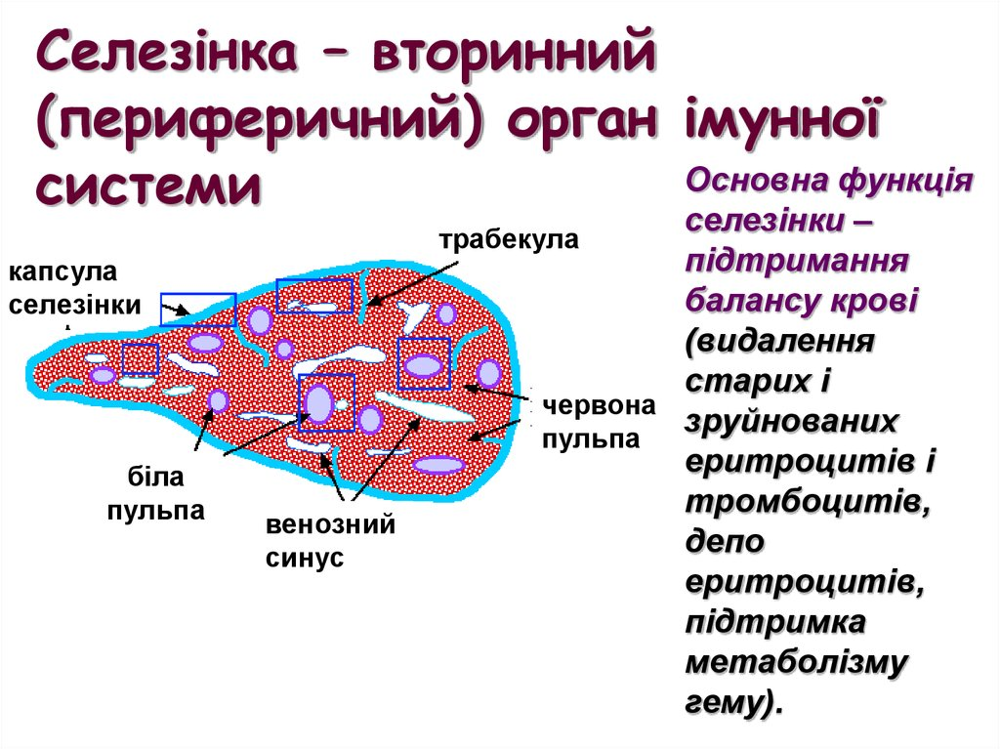 Селезінка – вторинний
(периферичний) орган імунної
системи
Основна функція
селезінки –
підтримання
балансу крові
(видалення
старих і
зруйнованих
еритроцитів і
тромбоцитів,
депо
еритроцитів,
підтримка
метаболізму
гему).
трабекула
капсула
селезінки
червона
пульпа
біла
пульпа
венозний
синус